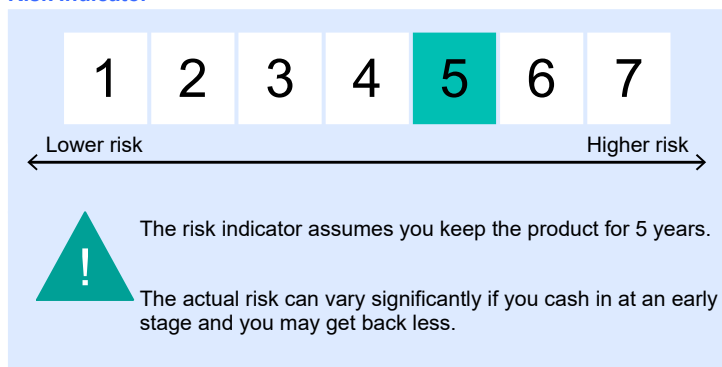 Risk Indicator
1 2 3 4 5 6 7
Lower risk Higher risk
The risk indicator assumes you keep the product for 5 years.
!
The actual risk can vary significantly if you cash in at an early
stage and you may get back less.